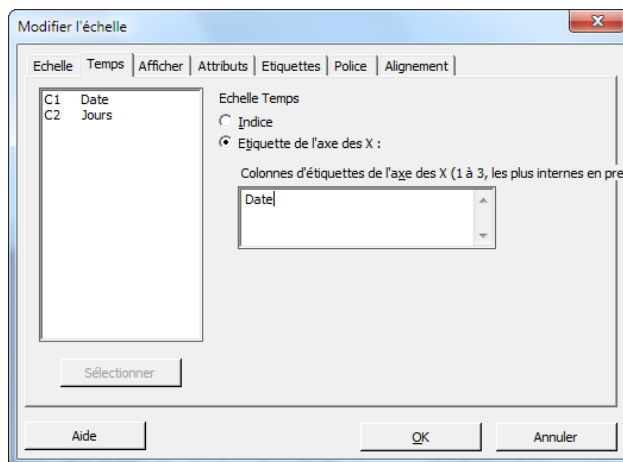 Modifier l'échelle
Echelle Temps Afficher Attributs Etiquettes Police Alignement
C1 Date
C2 Jours
Echelle Temps
Indice
Etiquette de l'axe des X :
Colonnes d'étiquettes de l'axe des X (1 à 3, les plus internes en pre
Date
Sélectionner
Aide
OK
Annuler